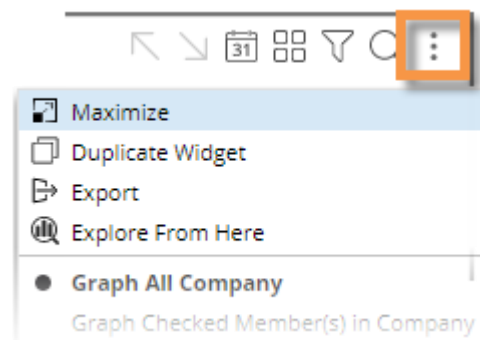 31
Maximize
Duplicate Widget
Export
Explore From Here
Graph All Company
Graph Checked Member(s) in Company